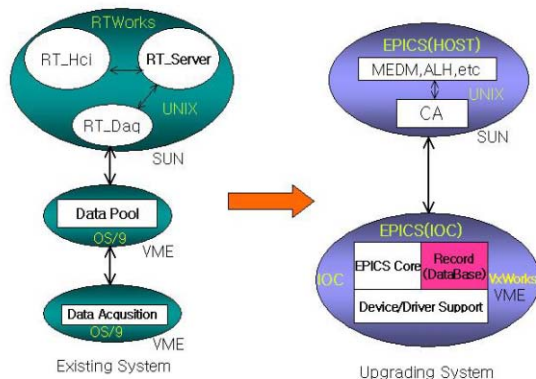 RTWorks
RT_Hci
RT_Server
UNIX
RT_Daq
SUN
Data Pool
OS/9
VME
Data Acqusition
OS/9
VME
Existing System
EPICS(HOST)
MEDM,ALH,etc
UNIX
CA
SUN
EPICS(IOC)
IOC
EPICS Core
Record
(DataBase)
VxWorks
VME
Device/Driver Support
Upgrading System